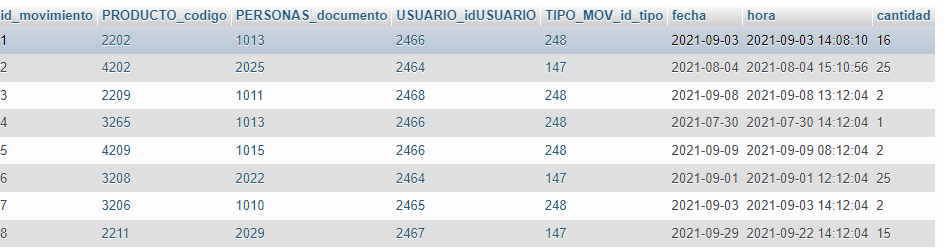 id_movimiento PRODUCTO_codigo PERSONAS_documento USUARIO_idUSUARIO TIPO_MOV_id_tipo fecha hora cantidad
1 2202 1013 2466 248 2021-09-03 2021-09-03 14:08:10 16
2 4202 2025 2464 147 2021-08-04 2021-08-04 15:10:56 25
3 2209 1011 2468 248 2021-09-08 2021-09-08 13:12:04 2
4 3265 1013 2466 248 2021-07-30 2021-07-30 14:12:04 1
5 4209 1015 2466 248 2021-09-09 2021-09-09 08:12:04 2
6 3208 2022 2464 147 2021-09-01 2021-09-01 12:12:04 25
7 3206 1010 2465 248 2021-09-03 2021-09-03 14:12:04 2
8 2211 2029 2467 147 2021-09-29 2021-09-22 14:12:04 15